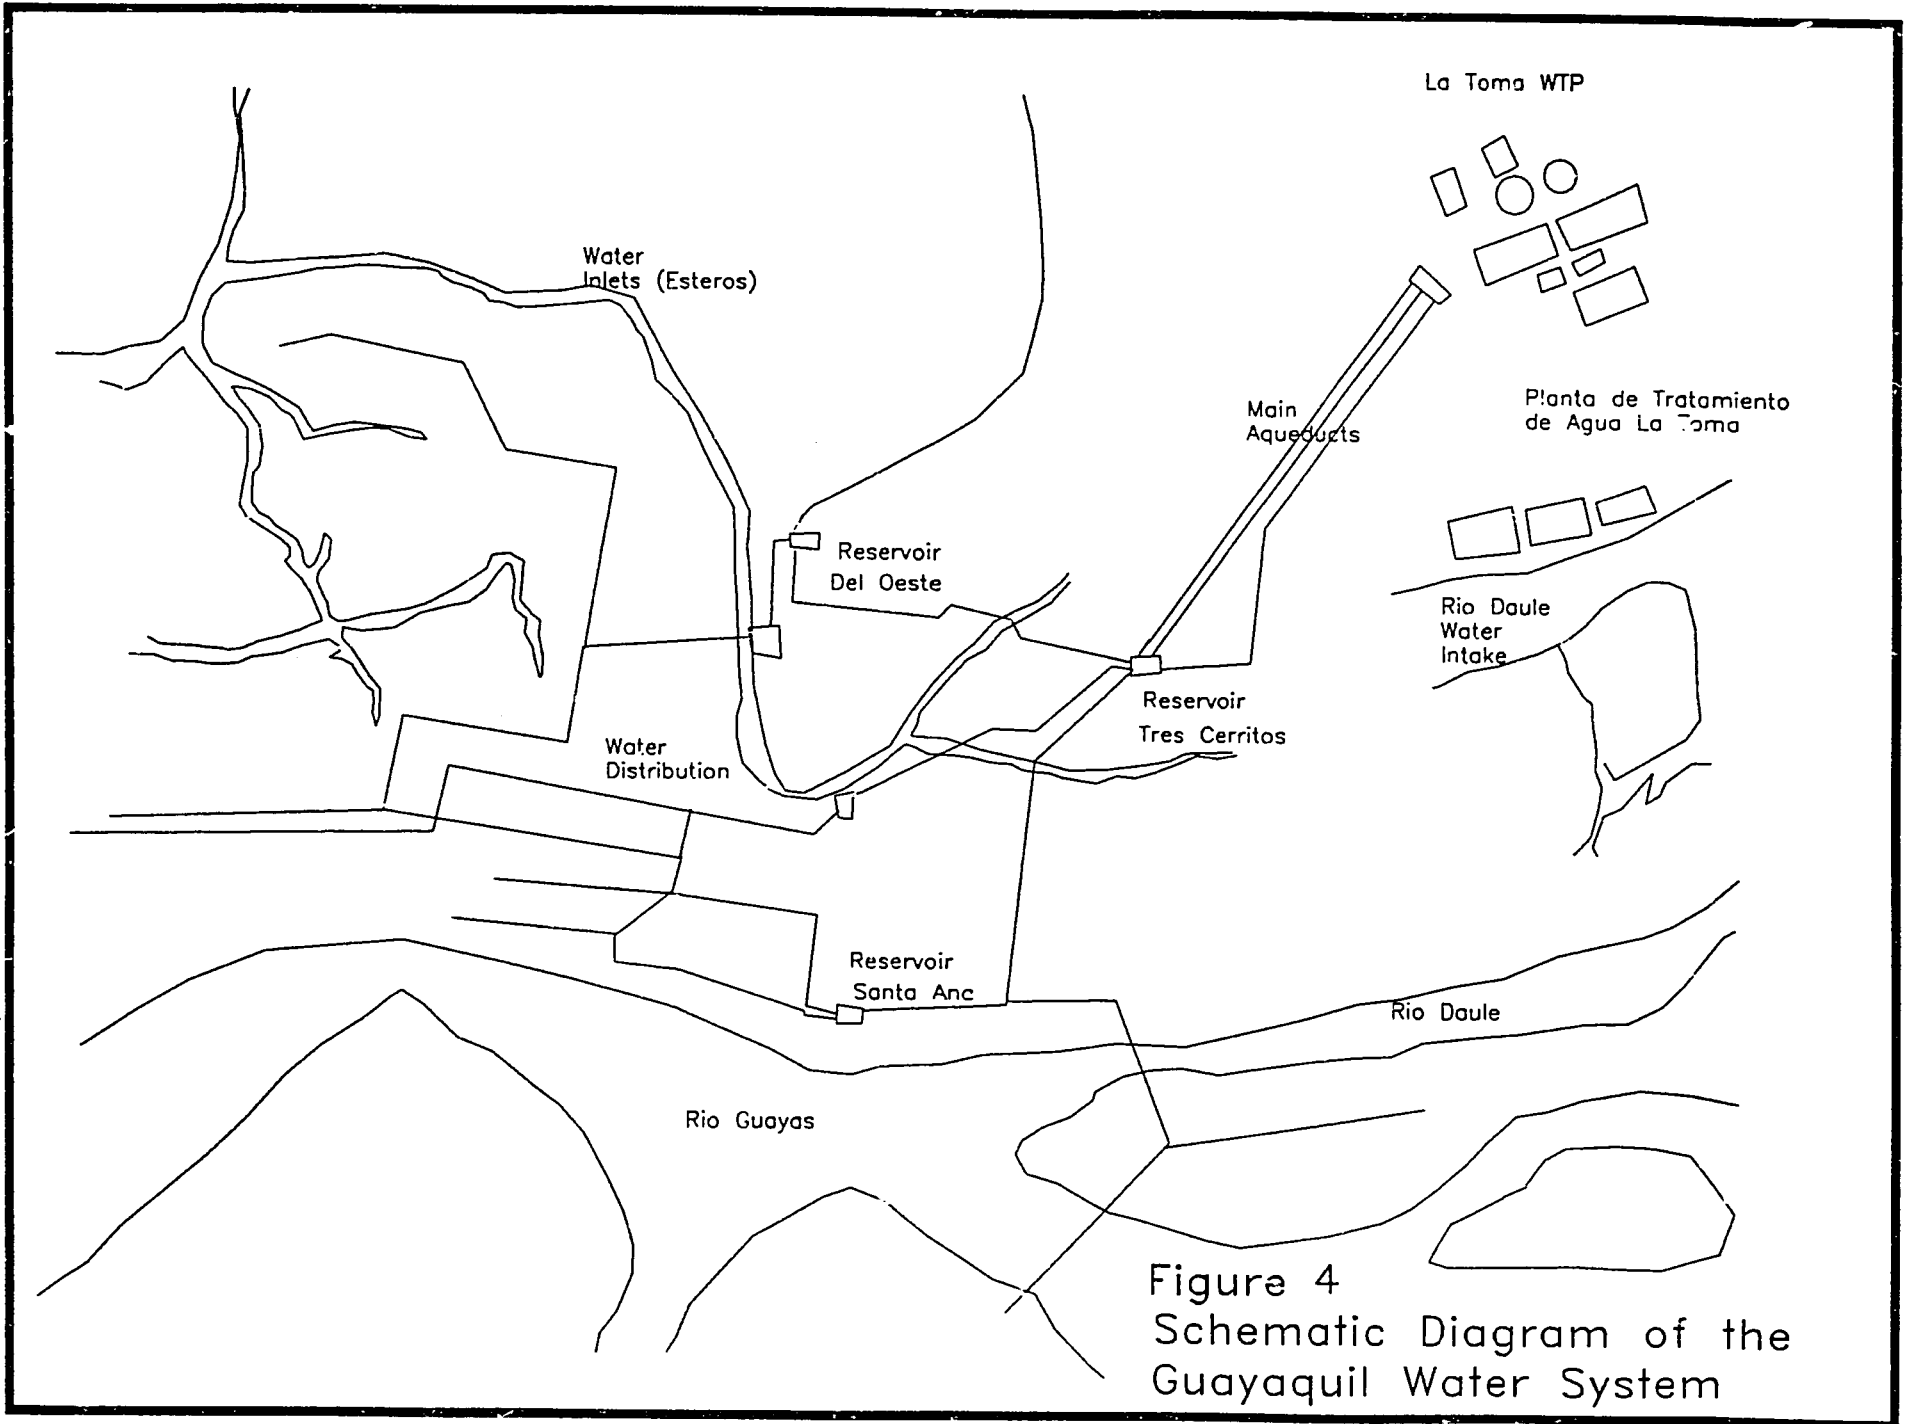 La Toma WTP
Water
Inlets (Esteros)
Main
Aqueducts
Planta de Tratamiento
de Agua La Toma
Reservoir
Del Oeste
Rio Daule
Water
Intake
Reservoir
Tres Cerritos
Water
Distribution
Reservoir
Santa Ana
Rio Daule
Rio Guayas
Figure 4
Schematic Diagram of the
Guayaquil Water System